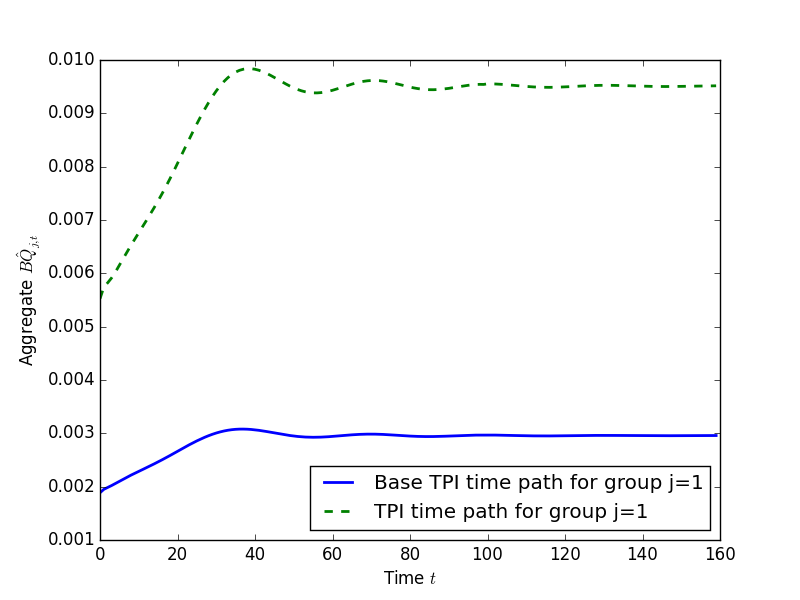 0.010
0.009
0.008
0.007
0.006
0.005
0.004
0.003
0.002
0.001
Aggregate $\hat{BQ}_{j,t}$
Base TPI time path for group j=1
TPI time path for group j=1
0 20 40 60 80 100 120 140 160
Time t